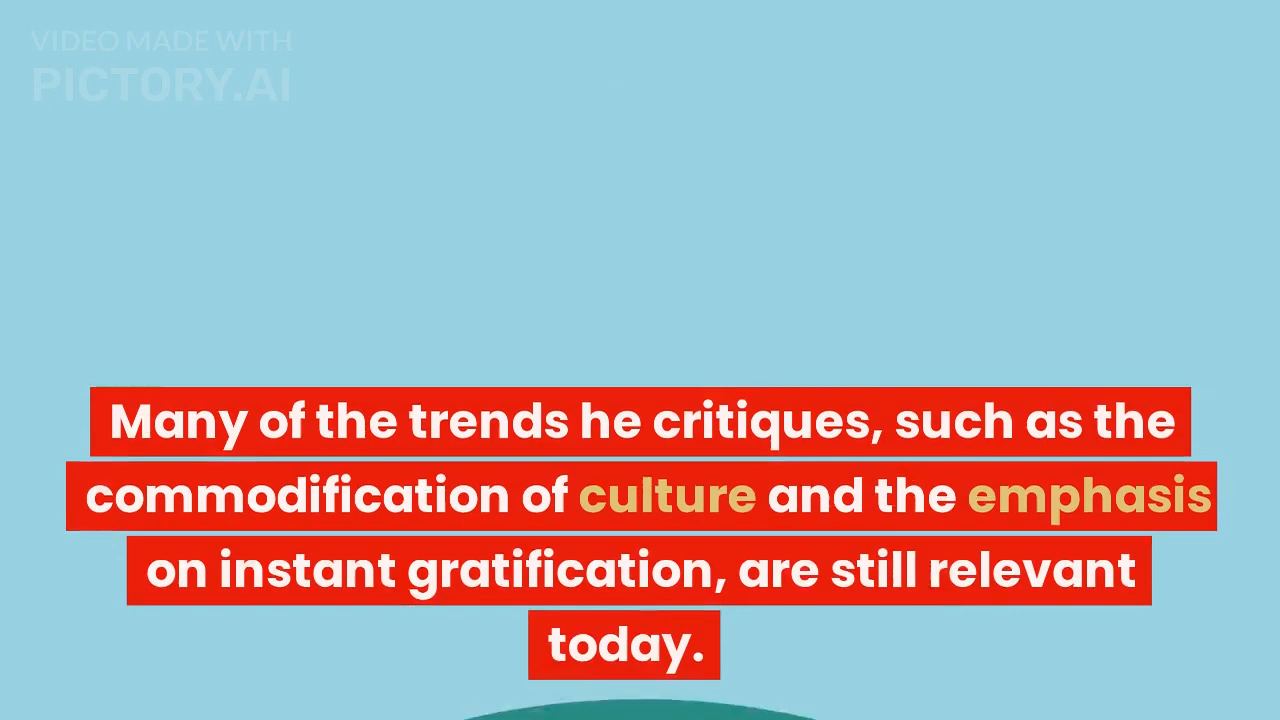 VIDEO MADE WITH
PICTORY.AI
Many of the trends he critiques, such as the
commodification of culture and the emphasis
on instant gratification, are still relevant
today.